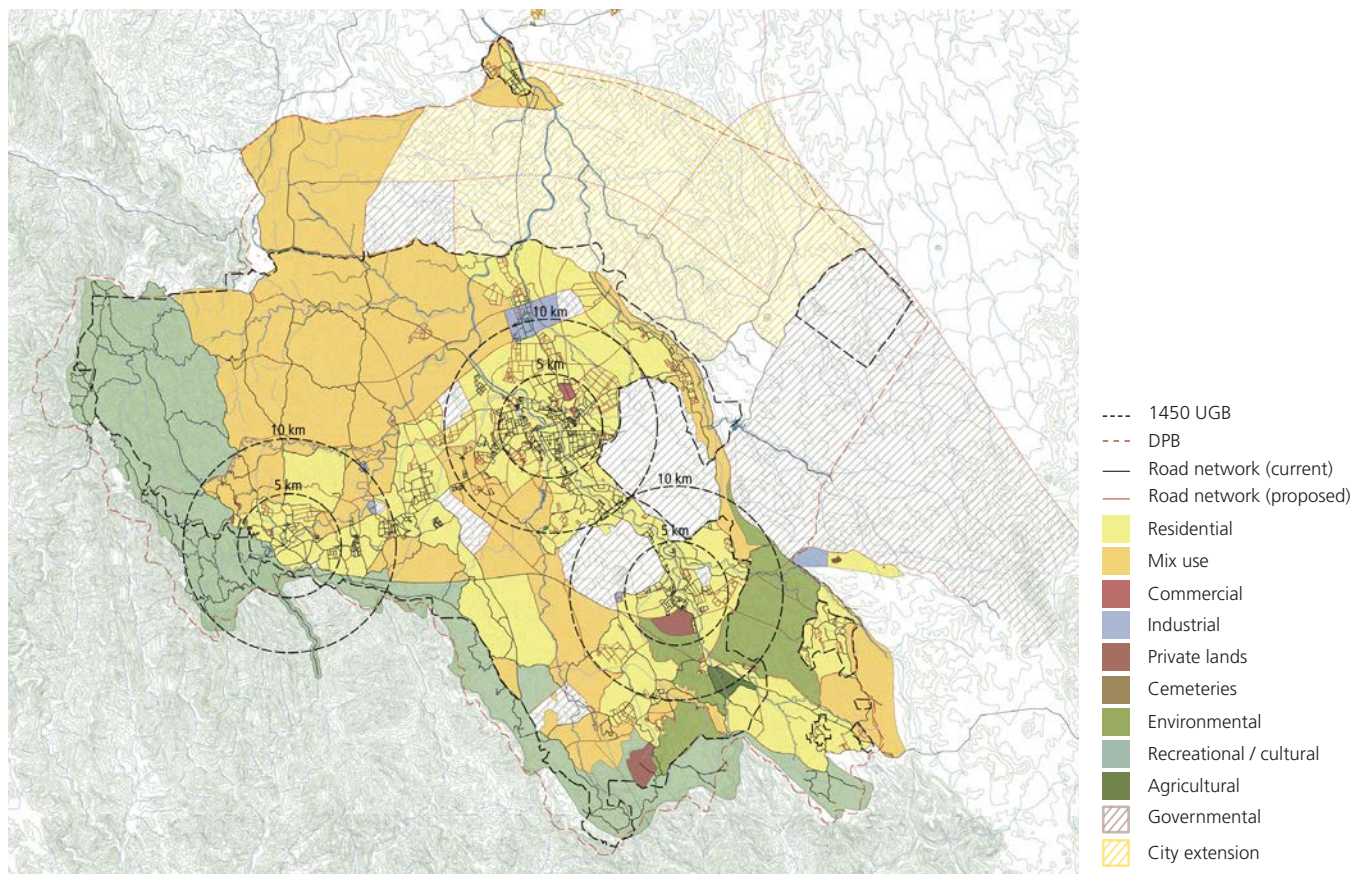 10 km
5 km
10 km
5 km
10 km
5 km
1450 UGB
DPB
Road network (current)
Road network (proposed)
Residential
Mix use
Commercial
Industrial
Private lands
Cemeteries
Environmental
Recreational / cultural
Agricultural
Governmental
City extension